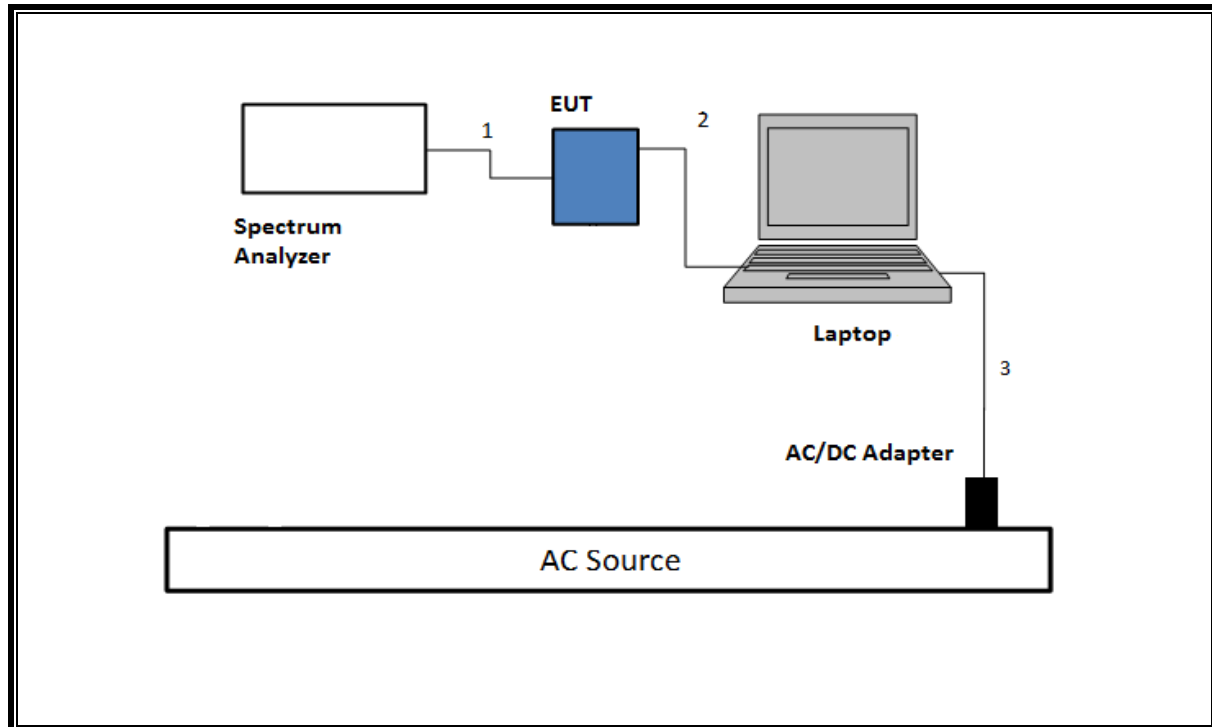 EUT
1
2
Spectrum
Analyzer
Laptop
3
AC/DC Adapter
AC Source